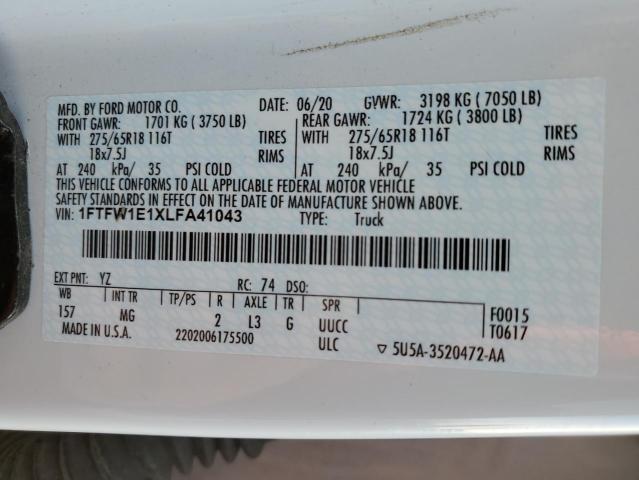 MFD. BY FORD MOTOR CO. DATE: 06/20 GVWR: 3198 KG ( 7050 LB)
FRONT GAWR: 1701 KG ( 3750 LB) REAR GAWR: 1724 KG ( 3800 LB)
WITH 275/65R18 116T TIRES WITH 275/65R18 116T TIRES
18x7.5J RIMS 18x7.5J RIMS
AT 240 kPa/ 35 PSI COLD AT 240 kPa/ 35 PSI COLD
THIS VEHICLE CONFORMS TO ALL APPLICABLE FEDERAL MOTOR VEHICLE
SAFETY STANDARDS IN EFFECT ON THE DATE OF MANUFACTURE SHOWN ABOVE.
VIN: 1FTFW1E1XLFA41043 TYPE: Truck
EXT PNT: YZ RC: 74 DSO:
WB INT TR TP/PS R AXLE TR SPR F0015
157 MG 2 L3 G UUCC T0617
MADE IN U.S.A. 2202006175500 ULC ▽ 5U5A-3520472-AA